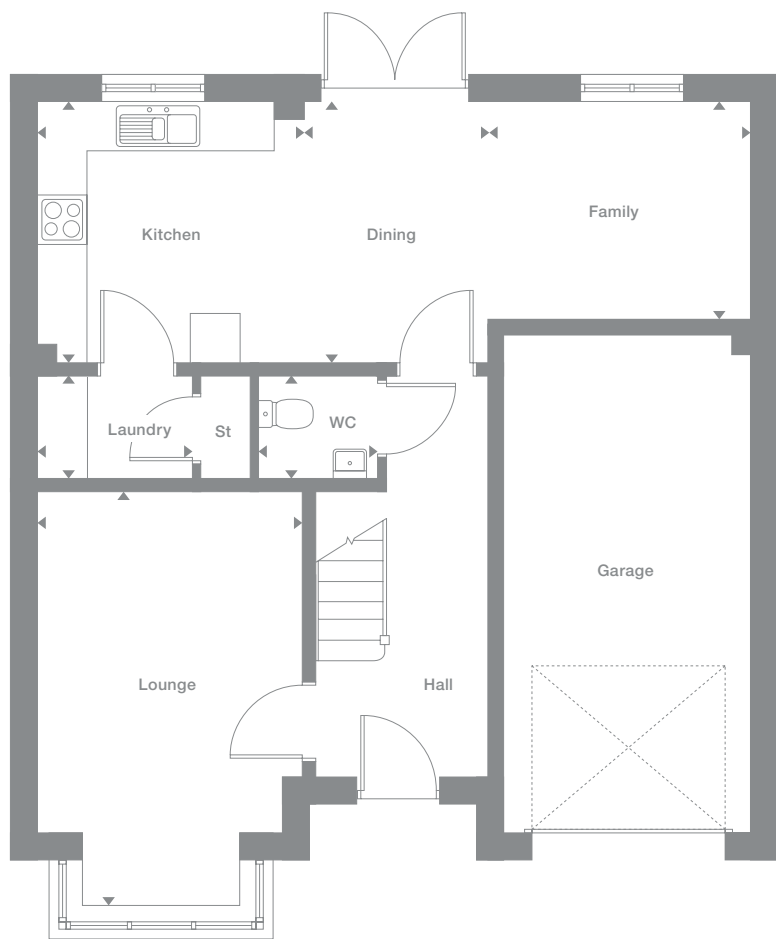 Family
Kitchen
Dining
WC
Laundry
St
Garage
Lounge
Hall